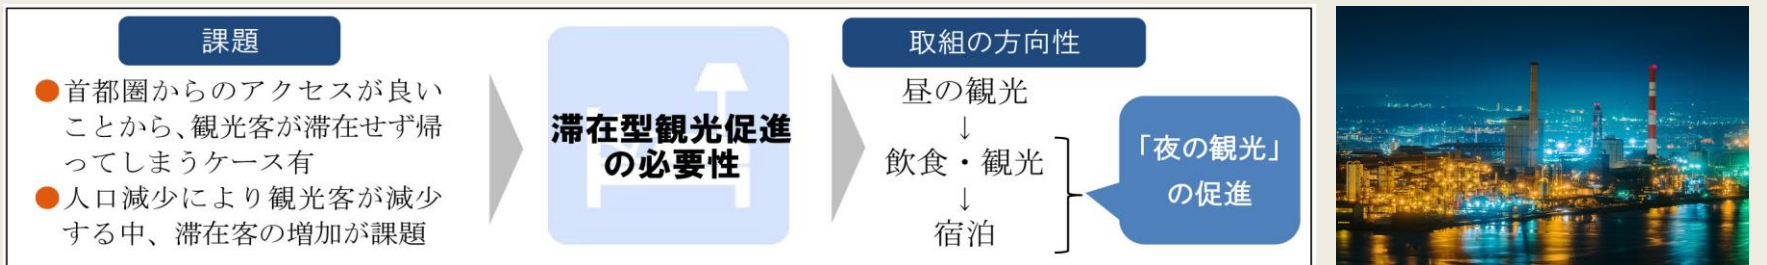 課題
●首都圏からのアクセスが良い
ことから、観光客が滞在せず帰
ってしまうケース有
●人口減少により観光客が減少
する中、滞在客の増加が課題
滞在型観光促進
の必要性
取組の方向性
昼の観光
↓
飲食・観光
↓
宿泊
「夜の観光」
の促進